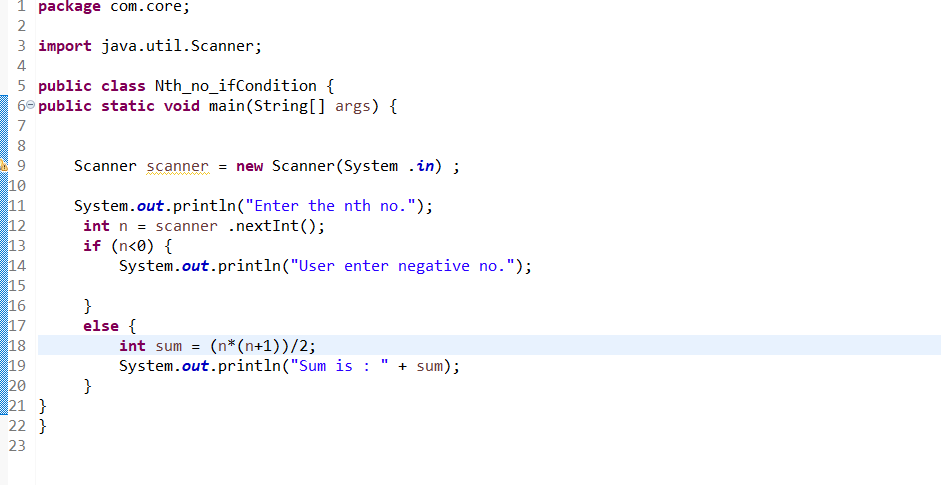 1 package com.core;
2
3 import java.util.Scanner;
4
5 public class Nth_no_ifCondition {
6 public static void main(String[] args) {
7
8
9     Scanner scanner = new Scanner(System .in) ;
10
11     System.out.println("Enter the nth no.");
12      int n = scanner .nextInt();
13      if (n<0) {
14          System.out.println("User enter negative no.");
15
16      }
17      else {
18          int sum = (n*(n+1))/2;
19          System.out.println("Sum is : " + sum);
20      }
21 }
22 }
23